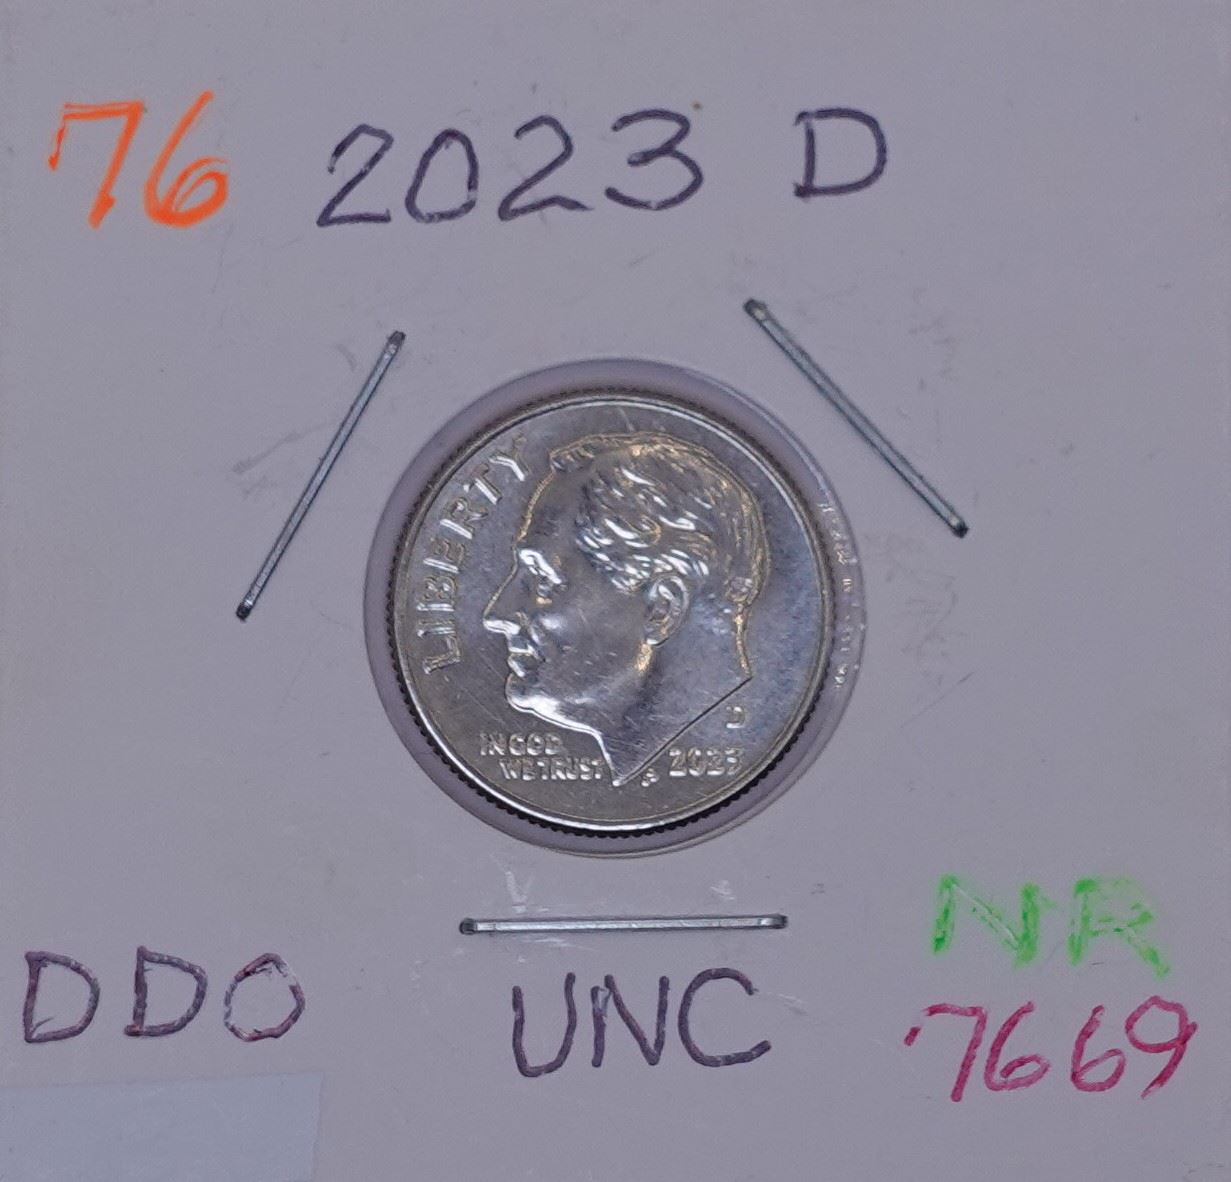 76 2023 D
LIBERTY
D
IN GOD
WE TRUST
2023
NR
DDO UNC 7669